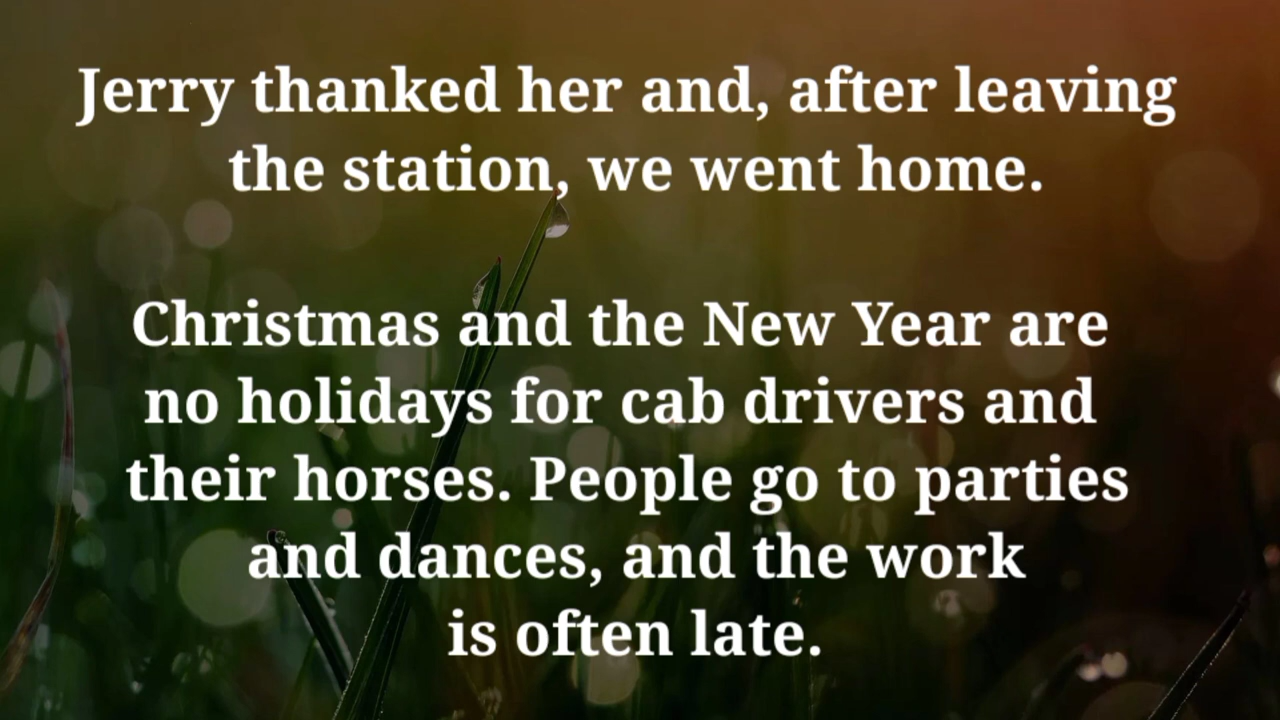 Jerry thanked her and, after leaving
the station, we went home.
Christmas and the New Year are
no holidays for cab drivers and
their horses. People go to parties
and dances, and the work
is often late.